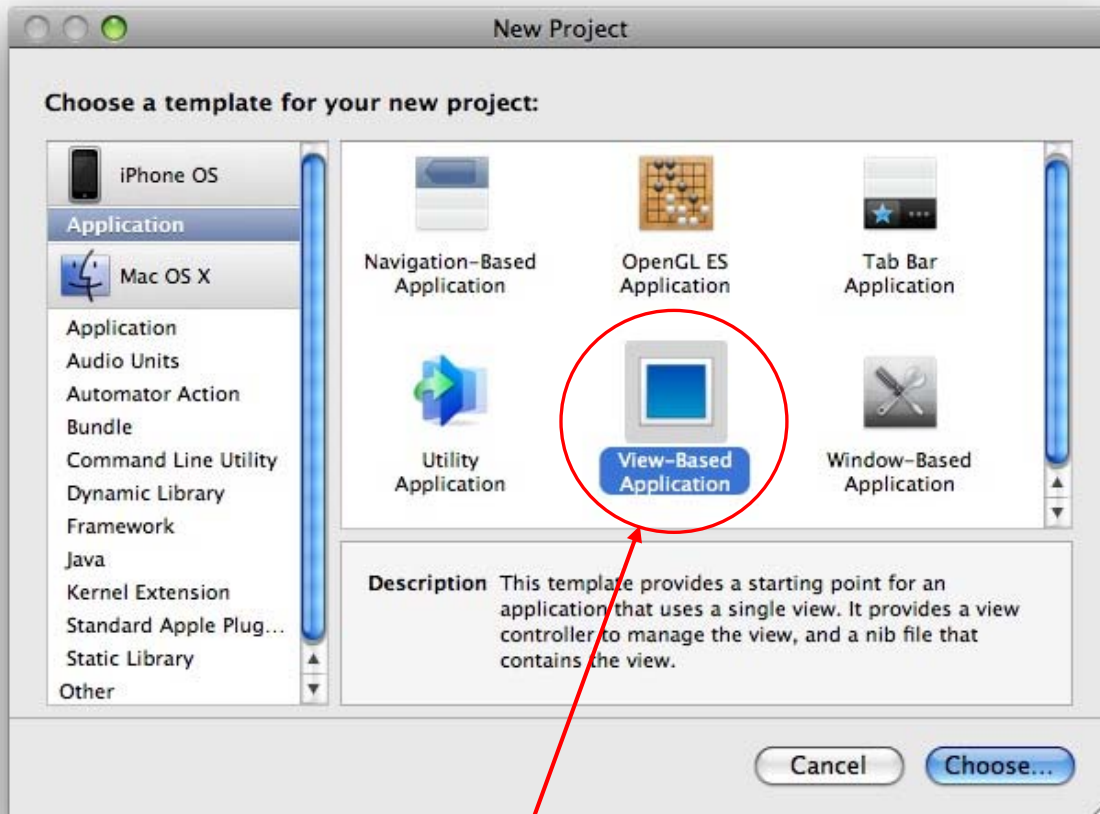 New Project
Choose a template for your new project:
iPhone OS
Application
Mac OS X
Application
Audio Units
Automator Action
Bundle
Command Line Utility
Dynamic Library
Framework
Java
Kernel Extension
Standard Apple Plug...
Static Library
Other
Navigation-Based
Application
OpenGL ES
Application
Tab Bar
Application
Utility
Application
View-Based
Application
Window-Based
Application
Description This template provides a starting point for an
application that uses a single view. It provides a view
controller to manage the view, and a nib file that
contains the view.
Cancel
Choose...